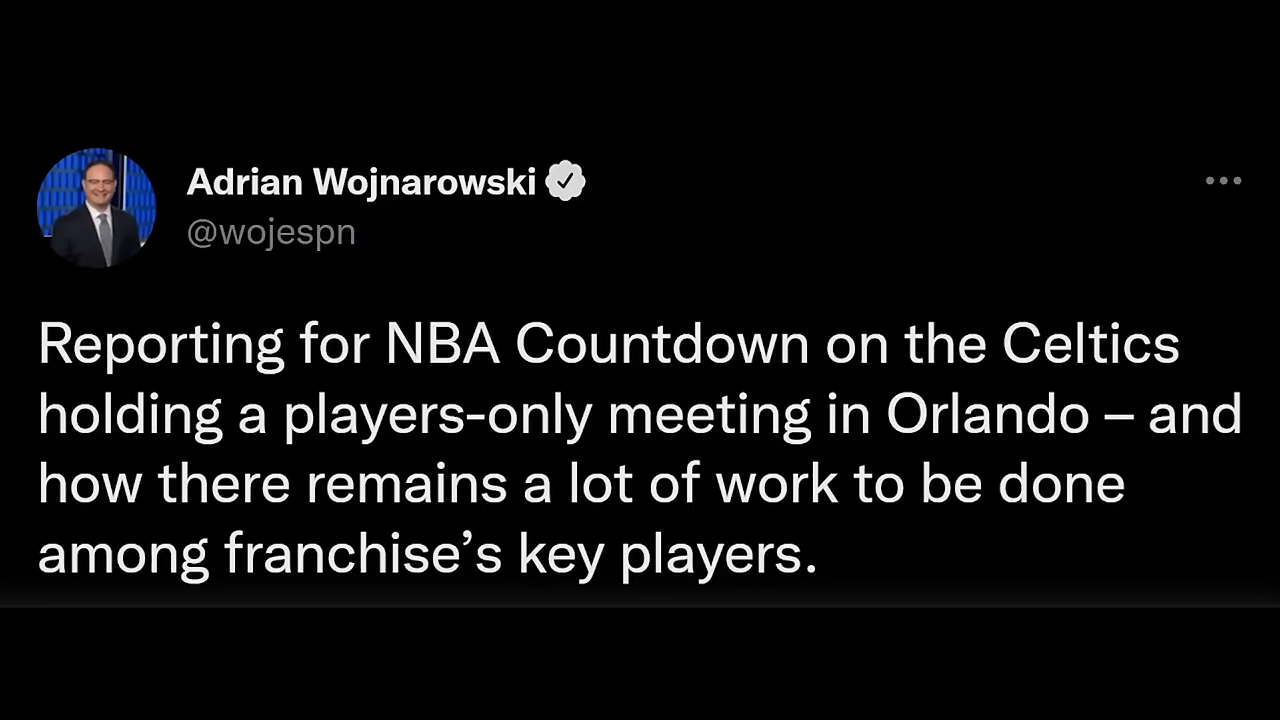 Adrian Wojnarowski
@wojespn
Reporting for NBA Countdown on the Celtics
holding a players-only meeting in Orlando – and
how there remains a lot of work to be done
among franchise’s key players.